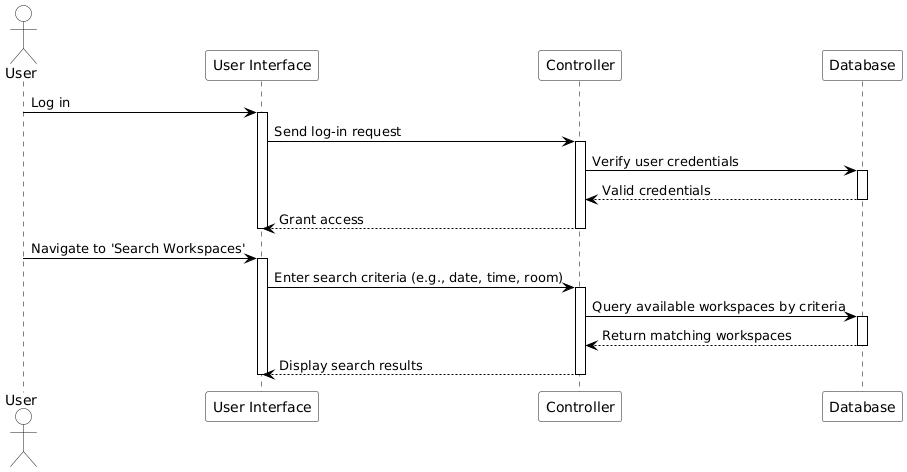 User
User Interface
Controller
Database
Log in
Send log-in request
Verify user credentials
Valid credentials
Grant access
Navigate to 'Search Workspaces'
Enter search criteria (e.g., date, time, room)
Query available workspaces by criteria
Return matching workspaces
Display search results
User
User Interface
Controller
Database